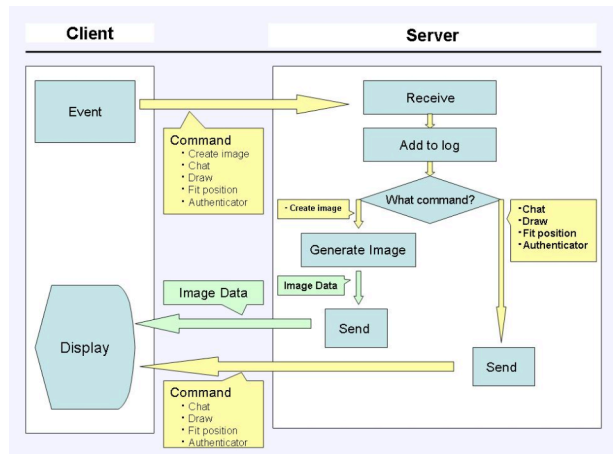 Client
Server
Event
Receive
Command
・Create image
・Chat
・Draw
・Fit position
・Authenticator
Add to log
What command?
・Create image
・Chat
・Draw
・Fit position
・Authenticator
Generate Image
Image Data
Image Data
Send
Display
Send
Command
・Chat
・Draw
・Fit position
・Authenticator